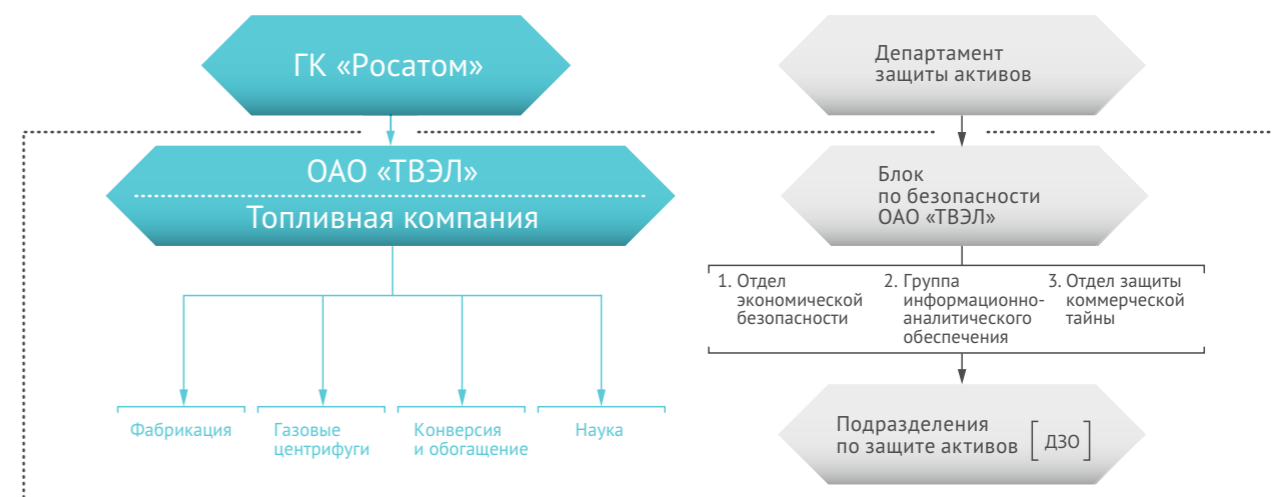 ГК «Росатом»
ОАО «ТВЭЛ»
Топливная компания
Фабрикация
Газовые
центрифуги
Конверсия
и обогащение
Наука
Департамент
защиты активов
Блок
по безопасности
ОАО «ТВЭЛ»
1. Отдел
экономической
безопасности
2. Группа
информационно-
аналитического
обеспечения
3. Отдел защиты
коммерческой
тайны
Подразделения
по защите активов [ДЗО]